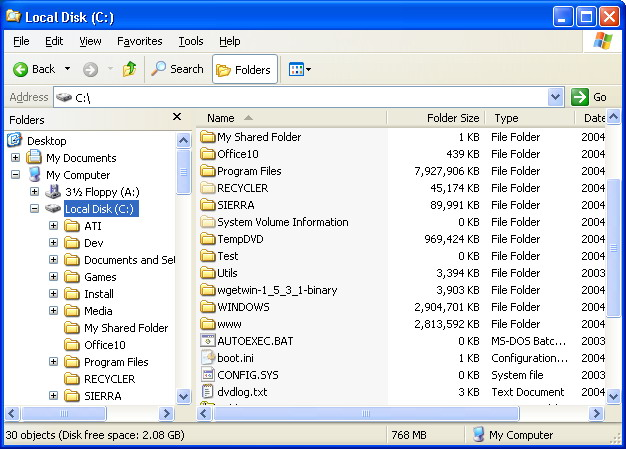 Local Disk (C:)
File Edit View Favorites Tools Help
Back Search Folders
Address C:\ Go
Folders
Desktop
My Documents
My Computer
3½ Floppy (A:)
Local Disk (C:)
ATI
Dev
Documents and Set
Games
Install
Media
My Shared Folder
Office10
Program Files
RECYCLER
SIERRA
Name Folder Size Type Date
My Shared Folder 1 KB File Folder 2004
Office10 439 KB File Folder 2004
Program Files 7,927,906 KB File Folder 2004
RECYCLER 45,174 KB File Folder 2004
SIERRA 89,991 KB File Folder 2004
System Volume Information 0 KB File Folder 2004
TempDVD 969,424 KB File Folder 2004
Test 0 KB File Folder 2004
Utils 3,394 KB File Folder 2003
wgetwin-1_5_3_1-binary 3,903 KB File Folder 2004
WINDOWS 2,904,701 KB File Folder 2004
www 2,813,592 KB File Folder 2004
AUTOEXEC.BAT 0 KB MS-DOS Batc... 2003
boot.ini 1 KB Configuration... 2004
CONFIG.SYS 0 KB System file 2003
dvdlog.txt 3 KB Text Document 2004
30 objects (Disk free space: 2.08 GB) 768 MB My Computer